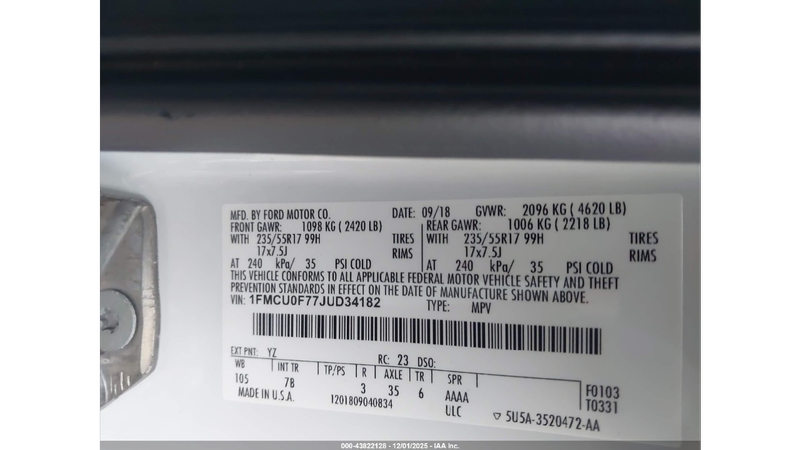 MFD. BY FORD MOTOR CO. DATE: 09/18 GVWR: 2096 KG ( 4620 LB)
FRONT GAWR: 1098 KG ( 2420 LB) REAR GAWR: 1006 KG ( 2218 LB)
WITH 235/55R17 99H TIRES WITH 235/55R17 99H TIRES
17x7.5J RIMS 17x7.5J RIMS
AT 240 kPa/ 35 PSI COLD AT 240 kPa/ 35 PSI COLD
THIS VEHICLE CONFORMS TO ALL APPLICABLE FEDERAL MOTOR VEHICLE SAFETY AND THEFT
PREVENTION STANDARDS IN EFFECT ON THE DATE OF MANUFACTURE SHOWN ABOVE.
VIN: 1FMCU0F77JUD34182 TYPE: MPV
EXT PNT: YZ RC: 23 DSO:
WB INT TR TP/PS R AXLE TR SPR
105 7B 3 35 6 AAAA F0103
MADE IN U.S.A. 1201809040834 ULC T0331
5U5A-3520472-AA
000-43822128 - 12/01/2025 - IAA Inc.